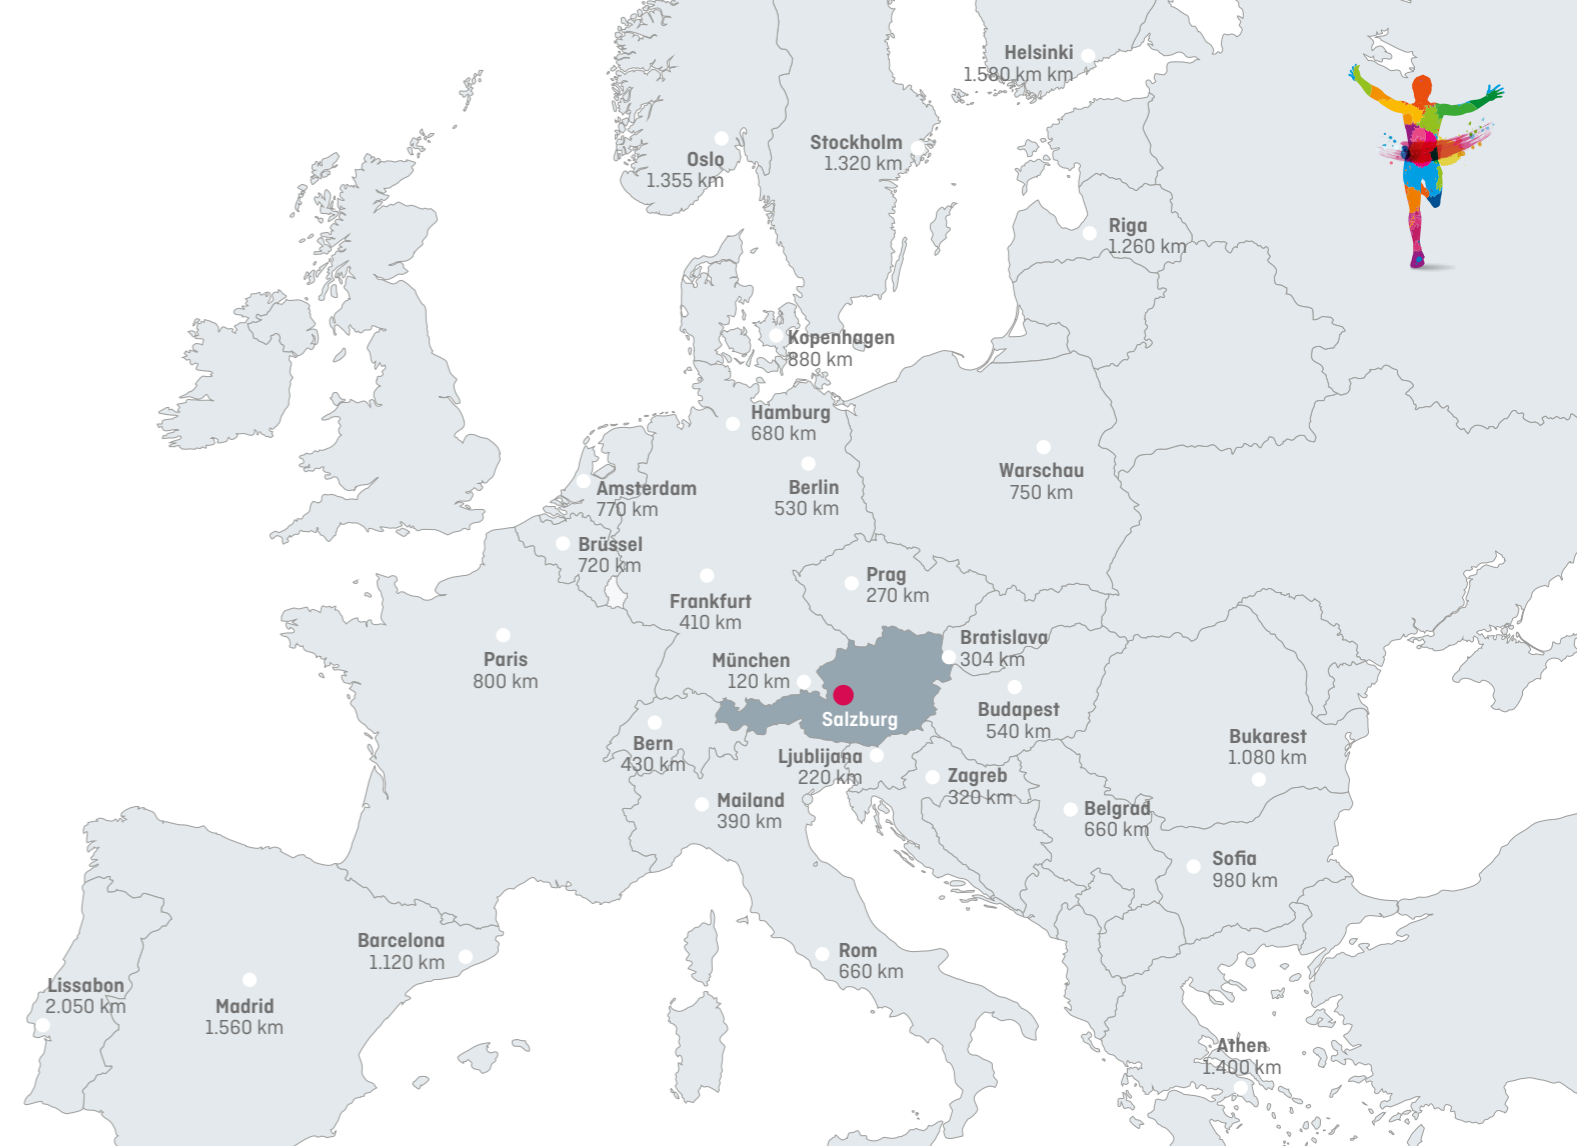 Helsinki
1.580 km km
Stockholm
1.320 km
Oslo
1.355 km
Riga
1.260 km
Kopenhagen
880 km
Hamburg
680 km
Warschau
750 km
Amsterdam
770 km
Berlin
530 km
Brüssel
720 km
Prag
270 km
Frankfurt
410 km
Bratislava
304 km
Paris
800 km
München
120 km
Salzburg
Budapest
540 km
Bern
430 km
Ljublijana
220 km
Bukarest
1.080 km
Zagreb
320 km
Mailand
390 km
Belgrad
660 km
Sofia
980 km
Barcelona
1.120 km
Rom
660 km
Lissabon
2.050 km
Madrid
1.560 km
Athen
1.400 km